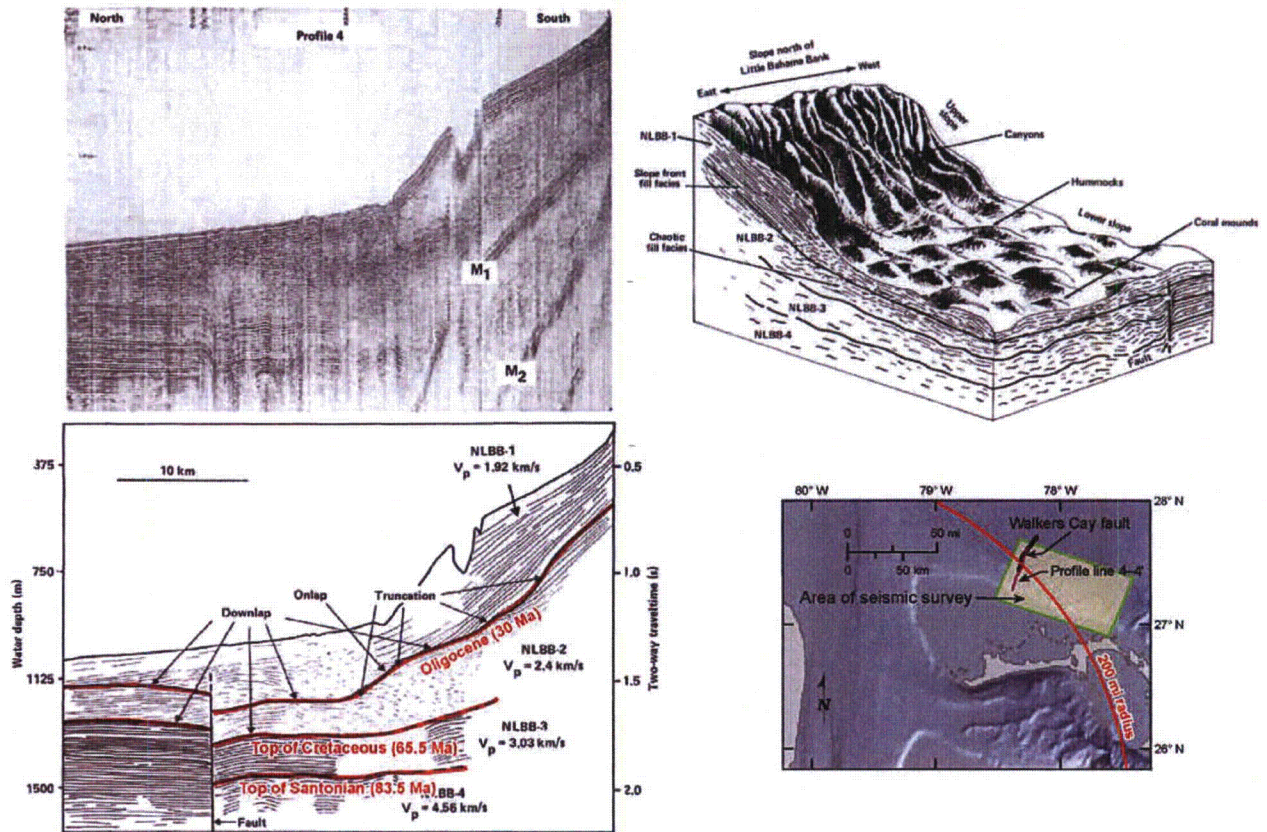 North
South
Profile 4
M1
M2
Slope north of
Little Bahama Bank
East
West
NLBB-1
Slope front
fill facies
Chaotic
fill facies
NLBB-2
NLBB-3
NLBB-4
Upper
slope
Canyons
Hummocks
Lower slope
Coral mounds
Fault
375
750
1125
1500
Water depth (m)
10 km
NLBB-1
Vp = 1.92 km/s
0.5
1.0
1.5
2.0
Two-way traveltime (s)
Downlap
Onlap
Truncation
Oligocene (30 Ma)
NLBB-2
Vp = 2.4 km/s
NLBB-3
Vp = 3.03 km/s
Top of Cretaceous (65.5 Ma)
Top of Santonian (83.5 Ma)
NLBB-4
Vp = 4.56 km/s
Fault
80° W
79° W
78° W
28° N
27° N
26° N
0 50 mi
0 50 km
Walkers Cay fault
Profile line 4-4'
Area of seismic survey
200 mi radius
N